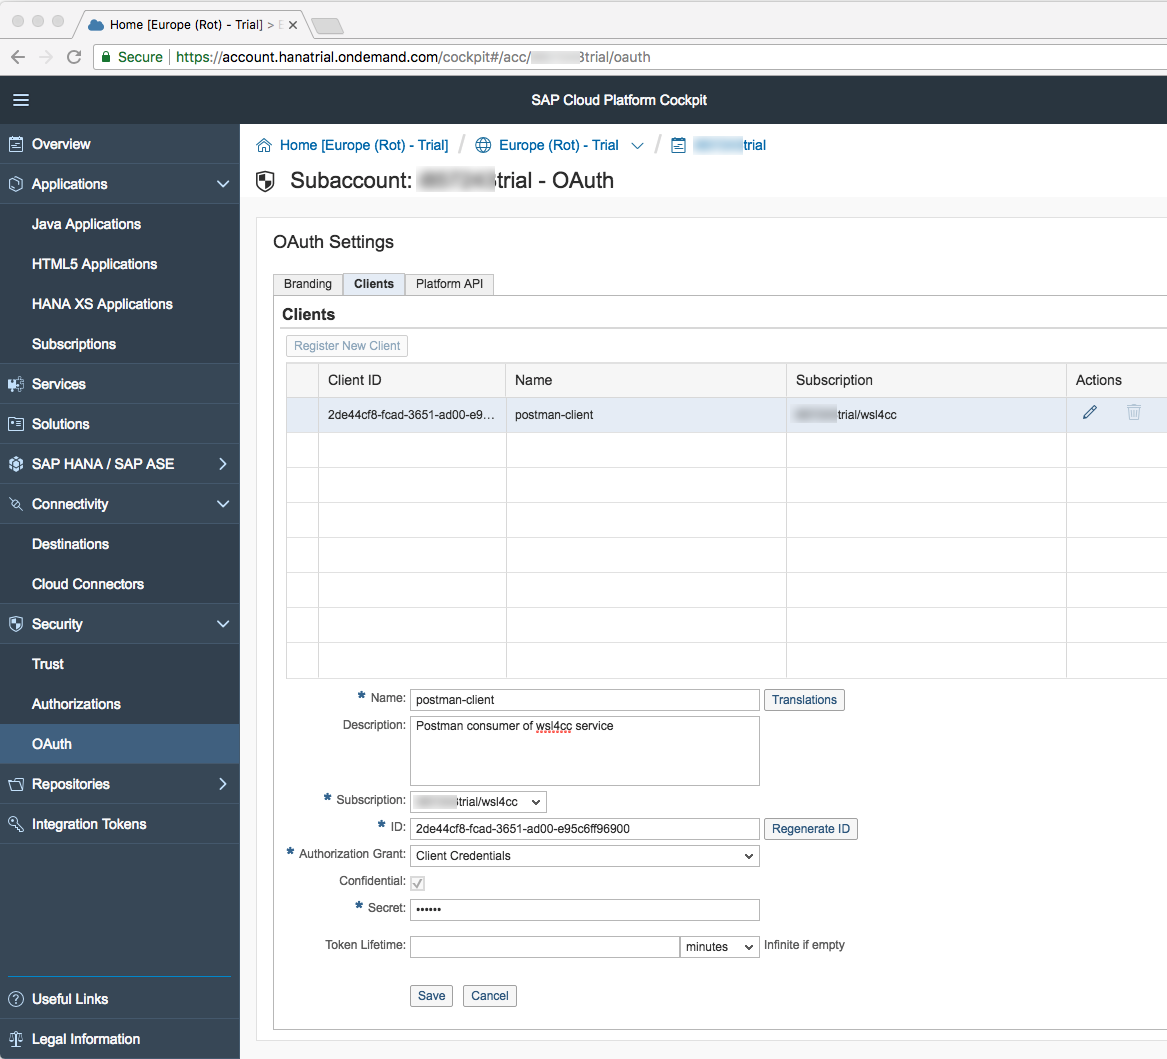 Home [Europe (Rot) - Trial] >
Secure https://account.hanatrial.ondemand.com/cockpit#/acc/ 3trial/oauth
SAP Cloud Platform Cockpit
Overview
Applications
Java Applications
HTML5 Applications
HANA XS Applications
Subscriptions
Services
Solutions
SAP HANA / SAP ASE
Connectivity
Destinations
Cloud Connectors
Security
Trust
Authorizations
OAuth
Repositories
Integration Tokens
Useful Links
Legal Information
Home [Europe (Rot) - Trial] / Europe (Rot) - Trial / trial
Subaccount: trial - OAuth
OAuth Settings
Branding Clients Platform API
Clients
Register New Client
Client ID Name Subscription Actions
2de44cf8-fcad-3651-ad00-e9... postman-client trial/wsl4cc
* Name: postman-client Translations
Description: Postman consumer of wsl4cc service
* Subscription: trial/wsl4cc
* ID: 2de44cf8-fcad-3651-ad00-e95c6ff96900 Regenerate ID
* Authorization Grant: Client Credentials
Confidential:
* Secret: ••••••
Token Lifetime: minutes Infinite if empty
Save Cancel